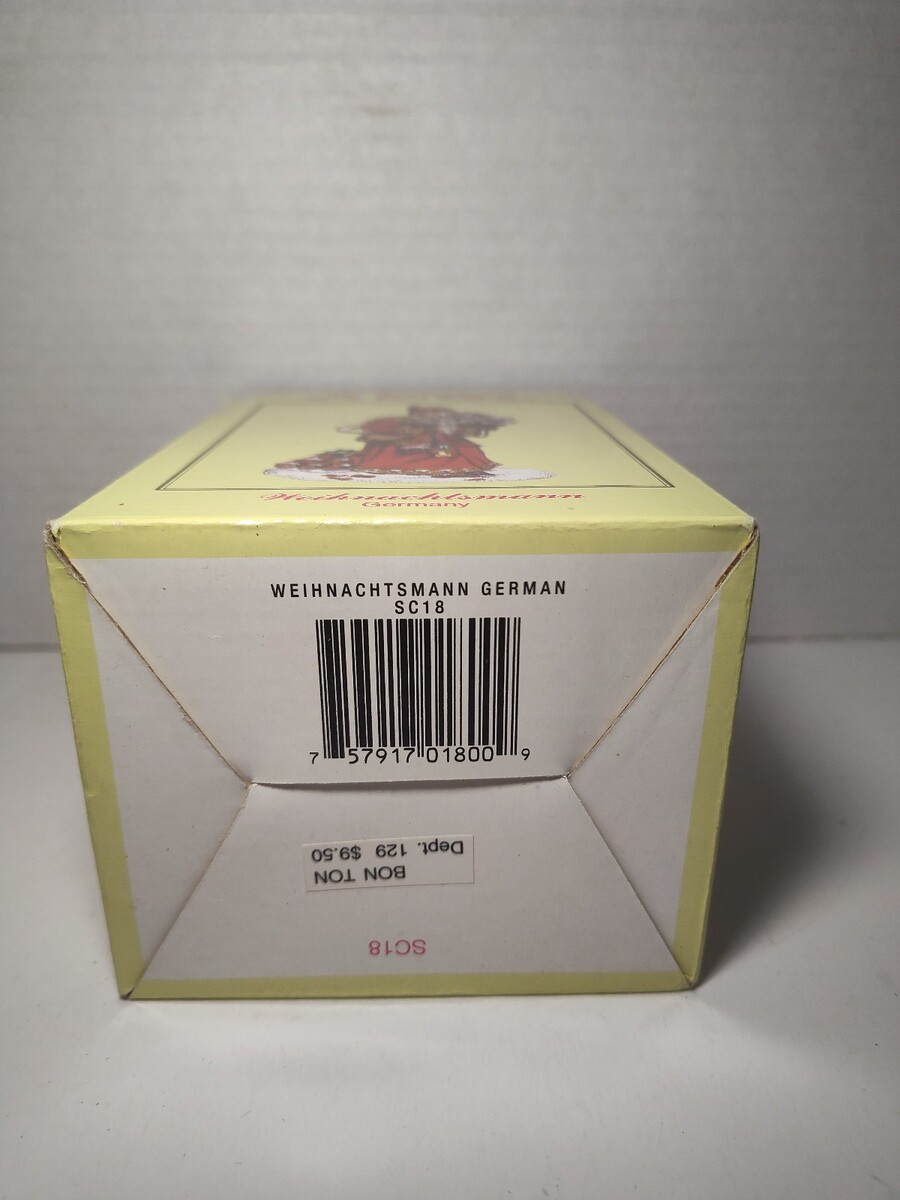 Weihnachtsmann
Germany
WEIHNACHTSMANN GERMAN
SC18
7 57917 01800 9
BON TON
Dept. 129 $9.50
SC18